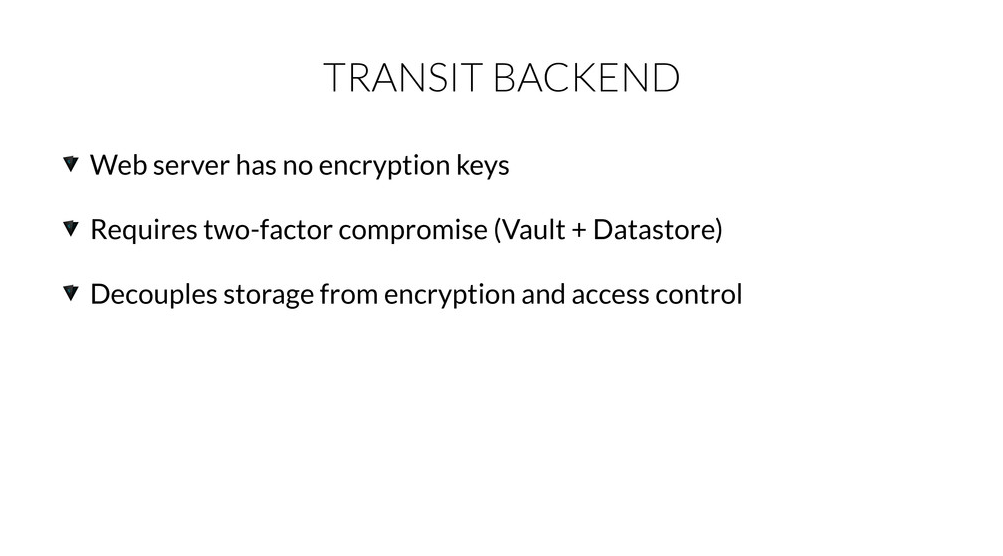 TRANSIT BACKEND
Web server has no encryption keys
Requires two-factor compromise (Vault + Datastore)
Decouples storage from encryption and access control